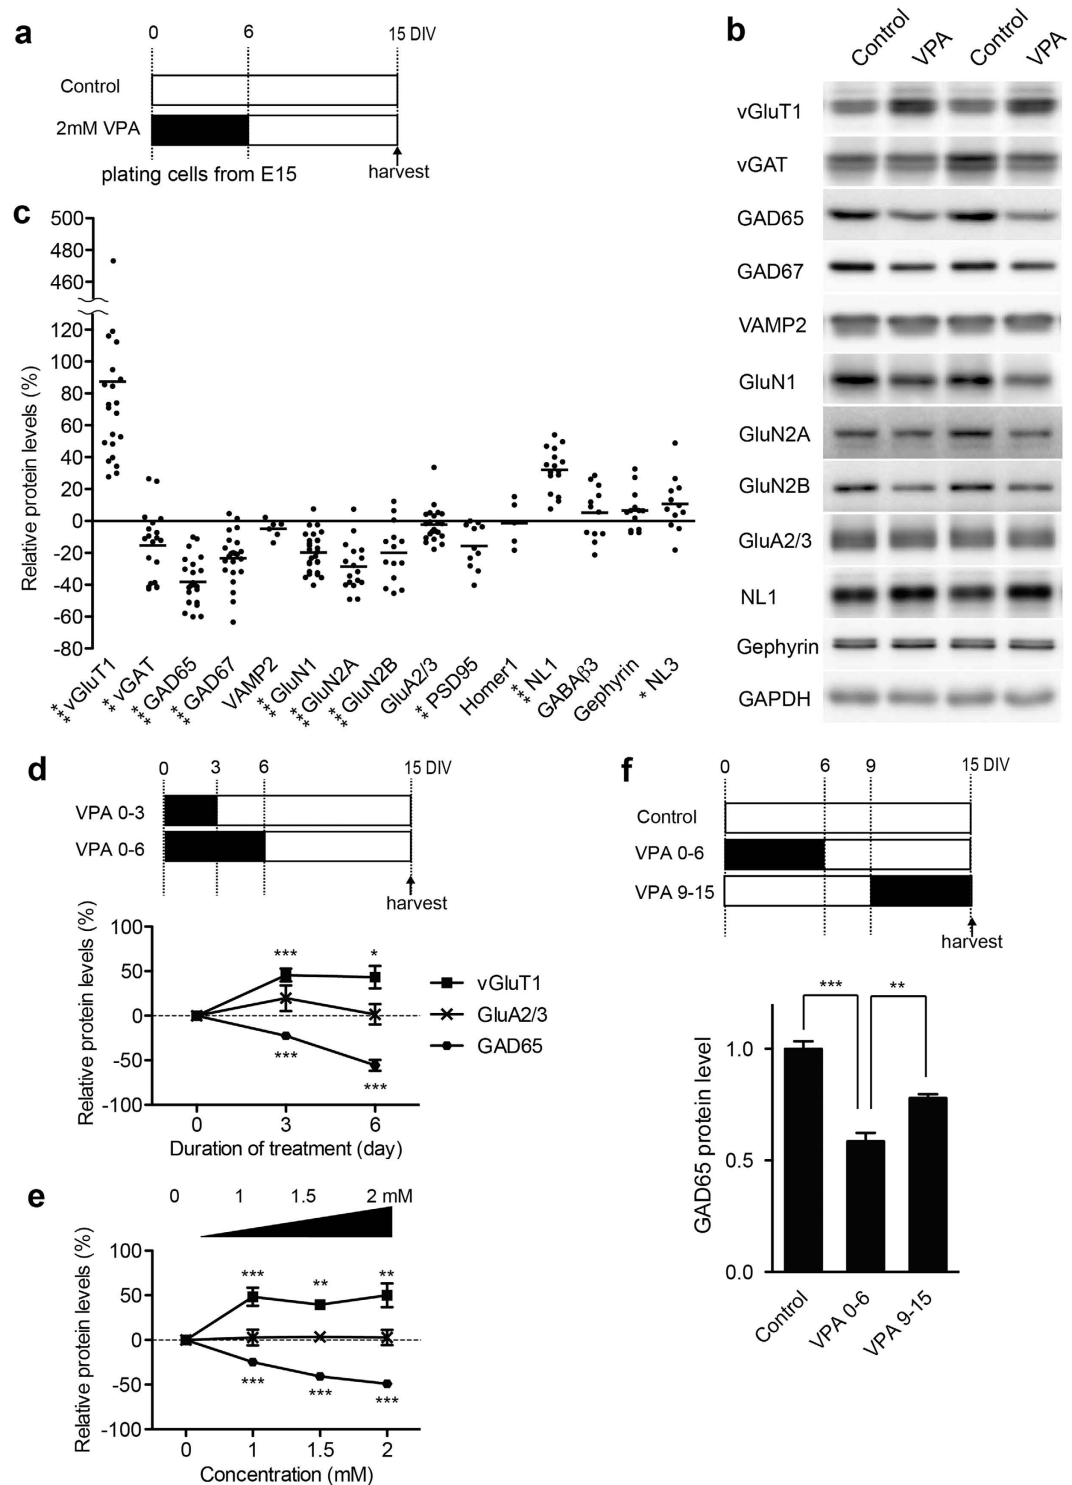 a
0 6 15 DIV
Control
2mM VPA
plating cells from E15
harvest
b
Control VPA Control VPA
vGluT1
vGAT
GAD65
GAD67
VAMP2
GluN1
GluN2A
GluN2B
GluA2/3
NL1
Gephyrin
GAPDH
c
Relative protein levels (%)
500
480
460
120
100
80
60
40
20
0
-20
-40
-60
-80
***vGluT1
**vGAT
***GAD65
***GAD67
VAMP2
***GluN1
***GluN2A
***GluN2B
GluA2/3
**PSD95
Homer1
**NL1
GABAβ3
Gephyrin
*NL3
d
0 3 6 15 DIV
VPA 0-3
VPA 0-6
harvest
Relative protein levels (%)
100
50
0
-50
-100
*** *
***
***
0 3 6
Duration of treatment (day)
vGluT1
GluA2/3
GAD65
e
0 1 1.5 2 mM
Relative protein levels (%)
100
50
0
-50
-100
*** ** **
*** *** ***
0 1 1.5 2
Concentration (mM)
f
0 6 9 15 DIV
Control
VPA 0-6
VPA 9-15
harvest
*** **
GAD65 protein level
1.0
0.5
0.0
Control
VPA 0-6
VPA 9-15